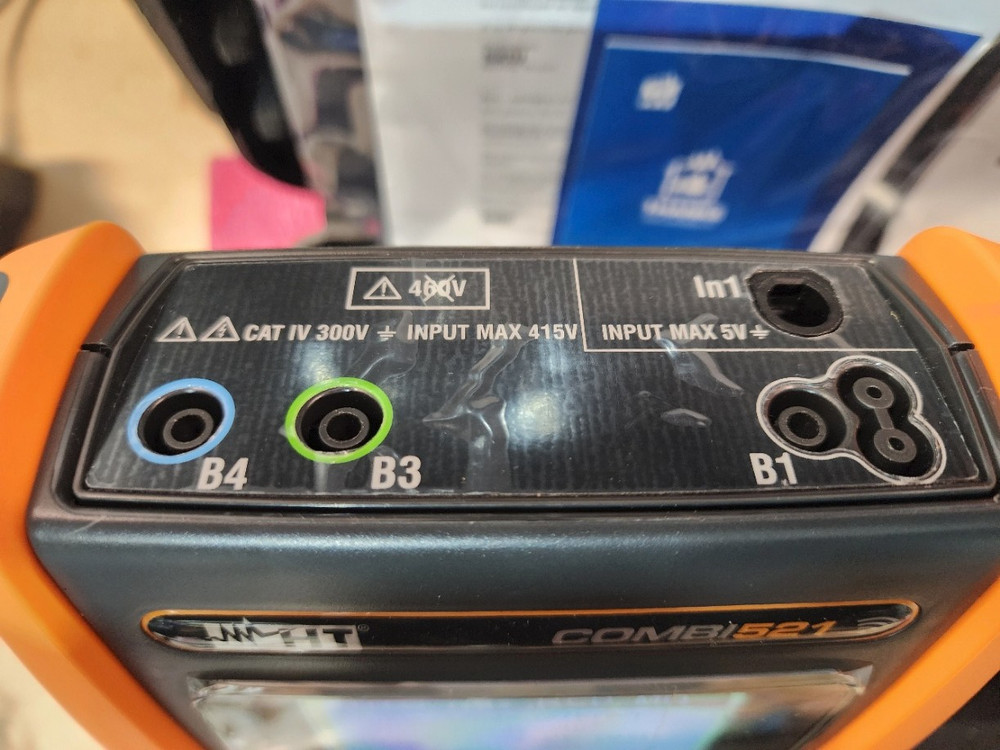 460V
In1
CAT IV 300V ⏚ INPUT MAX 415V
INPUT MAX 5V ⏚
B4
B3
B1
HT®
COMBI521